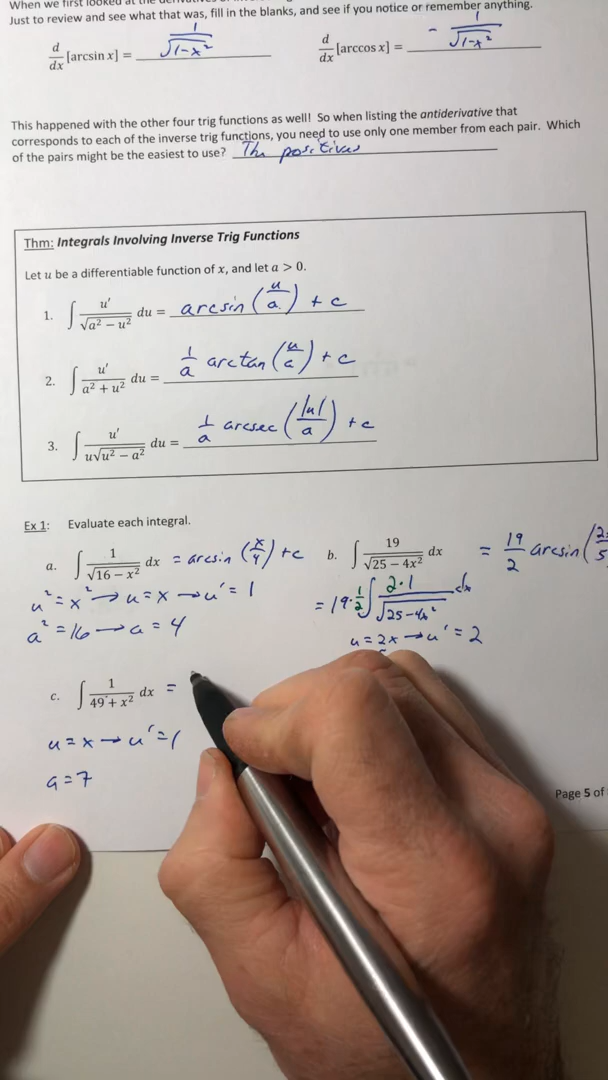 When we first looked at the
Just to review and see what that was, fill in the blanks, and see if you notice or remember anything.
d/dx [arcsin x] = 1/√(1-x²)
d/dx [arccos x] = - 1/√(1-x²)
This happened with the other four trig functions as well! So when listing the antiderivative that
corresponds to each of the inverse trig functions, you need to use only one member from each pair. Which
of the pairs might be the easiest to use? The positives
Thm: Integrals Involving Inverse Trig Functions
Let u be a differentiable function of x, and let a > 0.
1. ∫ u'/√(a² − u²) du = arcsin (u/a) + c
2. ∫ u'/(a² + u²) du = 1/a arctan (u/a) + c
3. ∫ u'/(u√(u² − a²)) du = 1/a arcsec (|u|/a) + c
Ex 1: Evaluate each integral.
a. ∫ 1/√(16 − x²) dx = arcsin (x/4) + c
u² = x² → u = x → u' = 1
a² = 16 → a = 4
b. ∫ 19/√(25 − 4x²) dx = 19/2 arcsin (
= 19·1/2 ∫ 2·1/√(25-4x²) dx
u = 2x → u' = 2
c. ∫ 1/(49 + x²) dx =
u = x → u' = 1
a = 7
Page 5 of